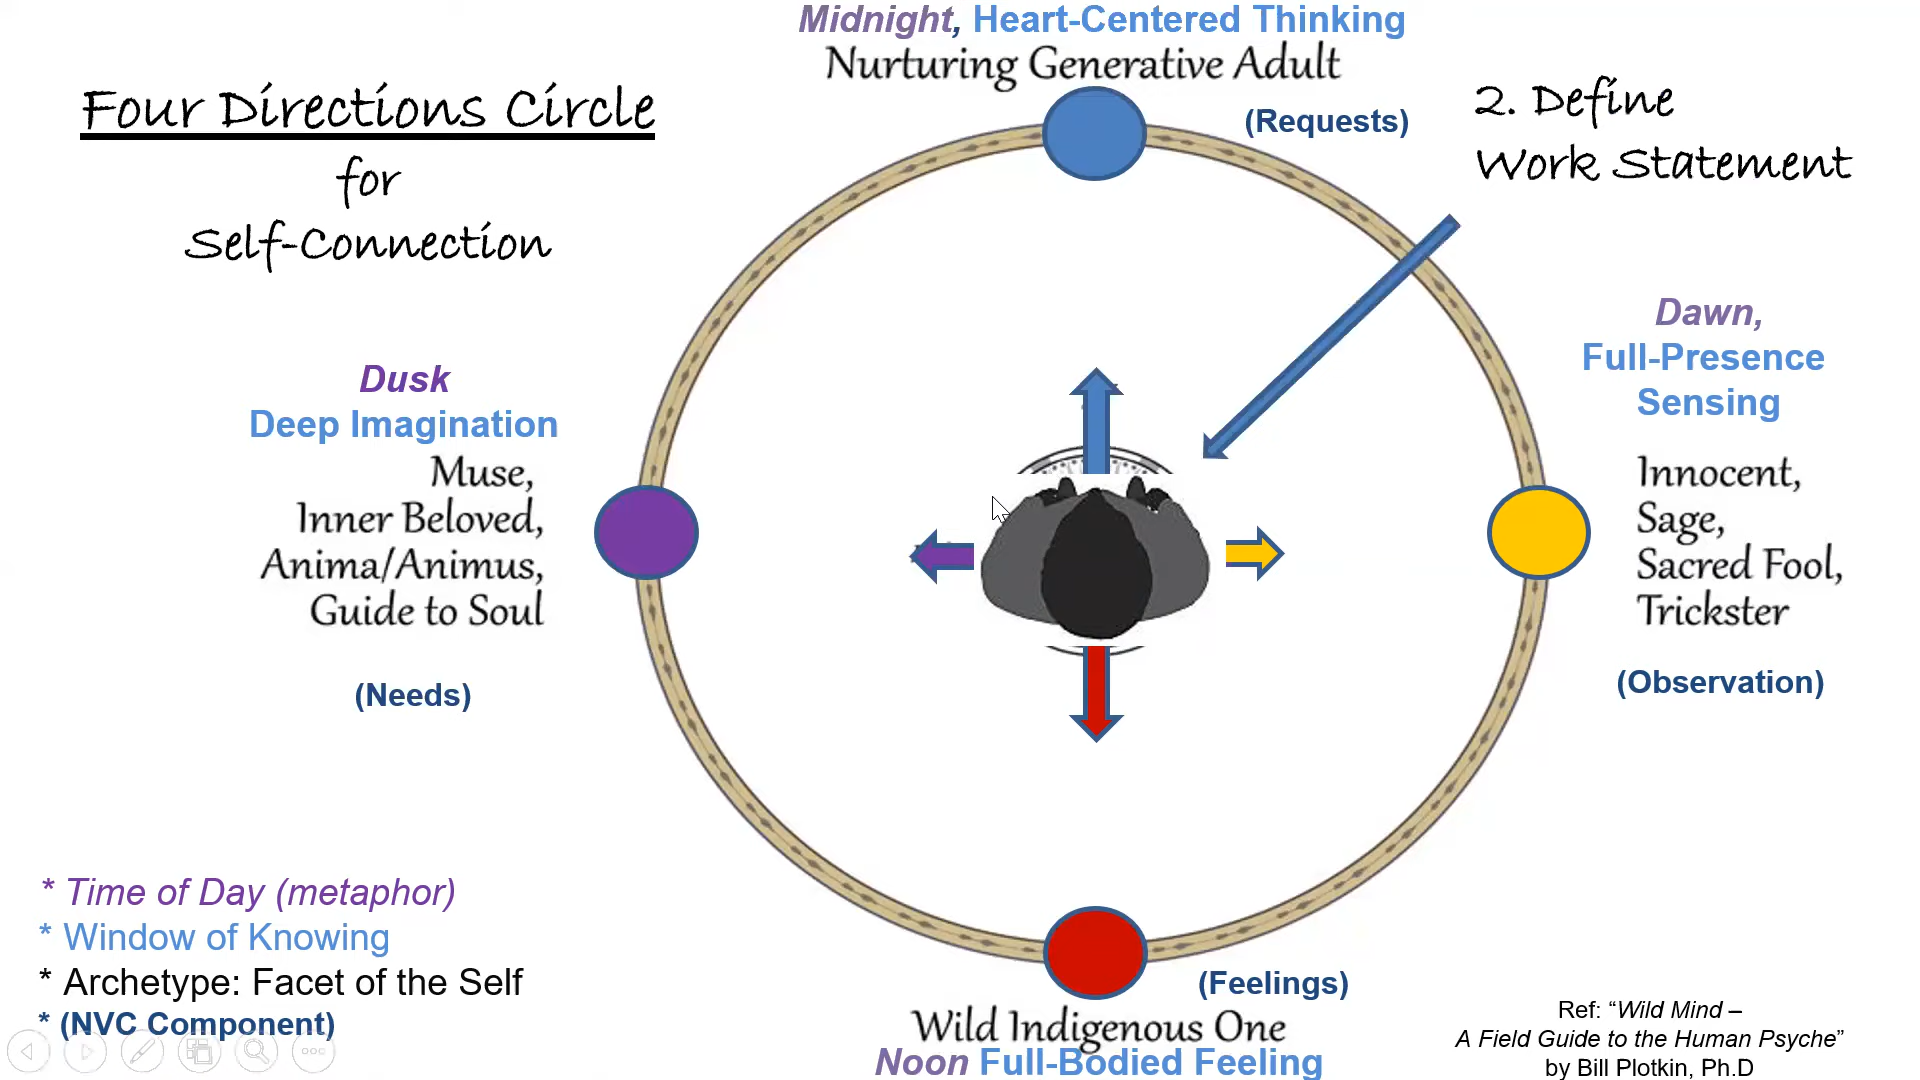 Midnight, Heart-Centered Thinking
Nurturing Generative Adult
(Requests)
Four Directions Circle
for
Self-Connection
2. Define
Work Statement
Dusk
Deep Imagination
Muse,
Inner Beloved,
Anima/Animus,
Guide to Soul
(Needs)
Dawn,
Full-Presence
Sensing
Innocent,
Sage,
Sacred Fool,
Trickster
(Observation)
* Time of Day (metaphor)
* Window of Knowing
* Archetype: Facet of the Self
* (NVC Component)
(Feelings)
Wild Indigenous One
Noon Full-Bodied Feeling
Ref: “Wild Mind –
A Field Guide to the Human Psyche”
by Bill Plotkin, Ph.D